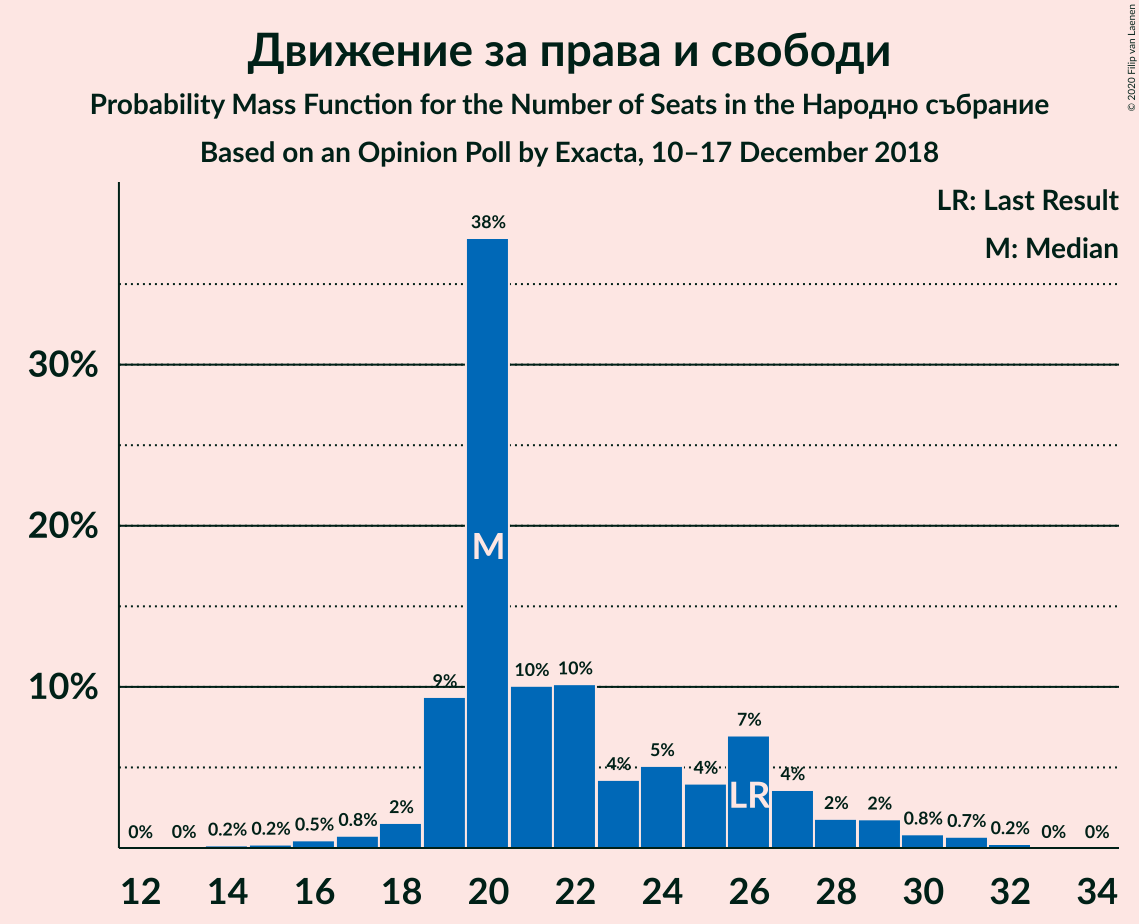 Движение за права и свободи
Probability Mass Function for the Number of Seats in the Народно събрание
Based on an Opinion Poll by Exacta, 10–17 December 2018
© 2020 Filip van Laenen
LR: Last Result
M: Median
30%
20%
10%
0% 0% 0.2% 0.2% 0.5% 0.8% 2% 9% 38% 10% 10% 4% 5% 4% 7% 4% 2% 2% 0.8% 0.7% 0.2% 0% 0%
M
LR
12 14 16 18 20 22 24 26 28 30 32 34